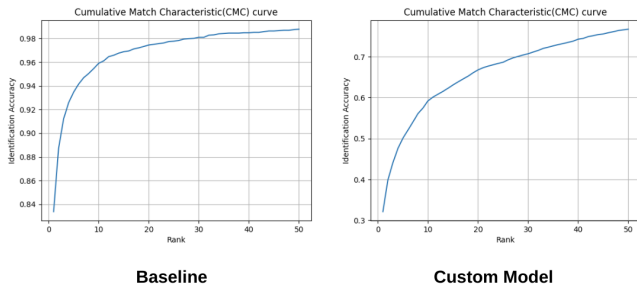 Cumulative Match Characteristic(CMC) curve
Identification Accuracy
0.98
0.96
0.94
0.92
0.90
0.88
0.86
0.84
0 10 20 30 40 50
Rank
Baseline
Cumulative Match Characteristic(CMC) curve
Identification Accuracy
0.7
0.6
0.5
0.4
0.3
0 10 20 30 40 50
Rank
Custom Model